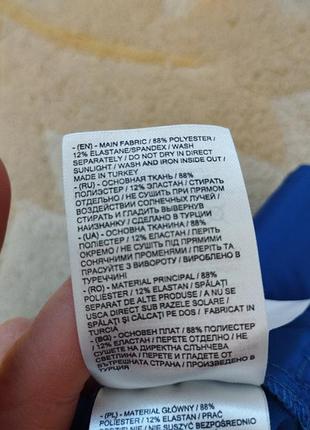 - (EN) - MAIN FABRIC / 88% POLYESTER /
12% ELASTANE/SPANDEX / WASH
SEPARATELY / DO NOT DRY IN DIRECT
SUNLIGHT / WASH AND IRON INSIDE OUT /
MADE IN TURKEY
- (RU) - ОСНОВНАЯ ТКАНЬ / 88%
ПОЛИЭСТЕР / 12% ЭЛАСТАН / СТИРАТЬ
ОТДЕЛЬНО / НЕ СУШИТЬ ПРИ ПРЯМОМ
ВОЗДЕЙСТВИИ СОЛНЕЧНЫХ ЛУЧЕЙ /
СТИРАТЬ И ГЛАДИТЬ ВЫВЕРНУВ
НАИЗНАНКУ / СДЕЛАНО В ТУРЦИИ
- (UA) - ОСНОВНА ТКАНИНА / 88%
ПОЛІЕСТЕР / 12% ЕЛАСТАН / ПРАТИ
ОКРЕМО / НЕ СУШІТЬ ПІД ПРЯМИМИ
СОНЯЧНИМИ ПРОМЕНЯМИ / ПЕРІТЬ ТА
ПРАСУЙТЕ З ВИВОРОТУ / ВИРОБЛЕНО В
ТУРЕЧЧИНІ
- (RO) - MATERIAL PRINCIPAL / 88%
POLIESTER / 12% ELASTAN / SPĂLAȚI
SEPARAT DE ALTE PRODUSE / A NU SE
USCA DIRECT SUB RAZELE SOLARE /
SPĂLAȚI ȘI CĂLCAȚI PE DOS / FABRICAT IN
TURCIA
- (BG) - ОСНОВЕН ПЛАТ / 88% ПОЛИЕСТЕР
/ 12% ЕЛАСТАН / ПЕРЕТЕ ОТДЕЛНО / НЕ
СУШЕТЕ НА ДИРЕКТНА СЛЪНЧЕВА
СВЕТЛИНА / ПЕРЕТЕ И ГЛАДЕТЕ ОТ
ВЪТРЕШНАТА СТРАНА / ПРОИЗВЕДЕНО В
ТУРЦИЯ
- (PL) - MATERIAŁ GŁÓWNY / 88%
POLIESTER / 12% ELASTAN / PRAĆ
ODDZIELNIE / NIE SUSZYĆ BEZPOŚREDNIO